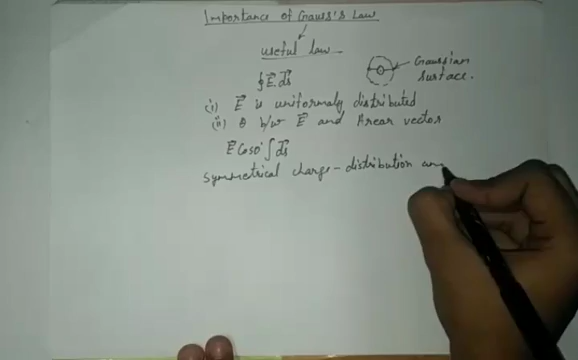 Importance of Gauss's Law
useful law
∮E⃗.ds⃗
Gaussian
surface.
(i) E⃗ is uniformaly distributed
(ii) θ b/w E⃗ and Arear vector
E⃗ Cos0° ∫ds⃗
symmetrical charge - distribution